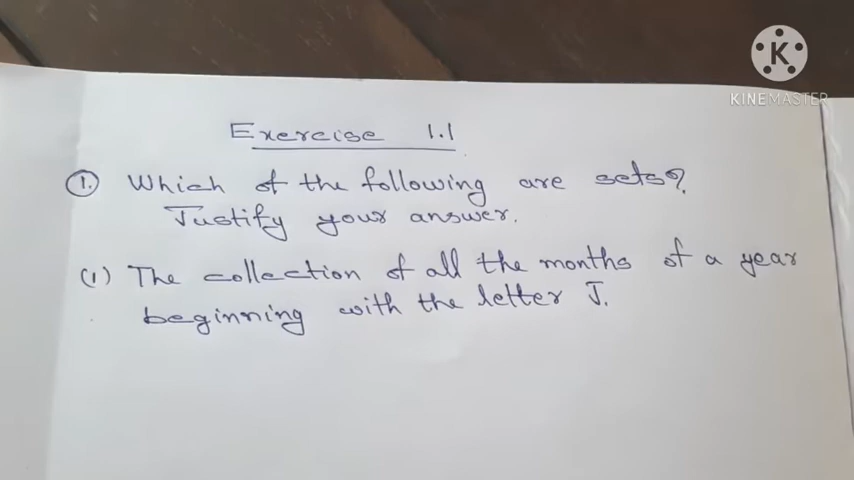 KINEMASTER
Exercise 1.1
1. Which of the following are sets?
Justify your answer.
(1) The collection of all the months of a year
beginning with the letter J.